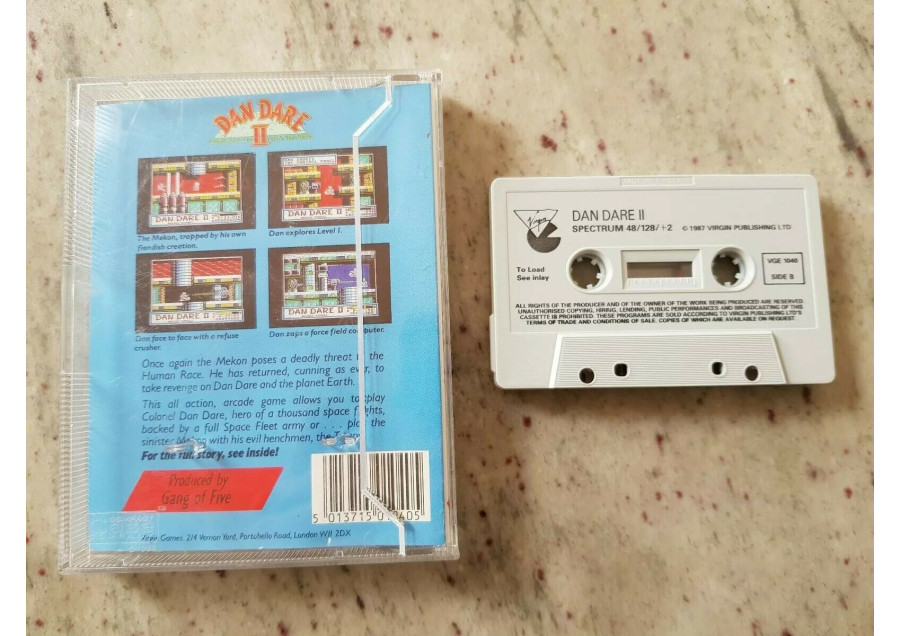 DAN DARE
II
DAN DARE II
DAN DARE II
The Mekon, trapped by his own
fiendish creation.
Dan explores Level 1.
DAN DARE II
DAN DARE II
Dan face to face with a refuse
crusher.
Dan zaps a force field computer.
Once again the Mekon poses a deadly threat the
Human Race. He has returned, cunning as ever, to
take revenge on Dan Dare and the planet Earth.
This all action, arcade game allows you to play
Colonel Dan Dare, hero of a thousand space fights,
backed by a full Space Fleet army or . . . play the
sinister Mekon with his evil henchmen, the
For the full story, see inside!
Produced by
Gang of Five
5 013715 0 405
Virgin Games. 2/4 Vernon Yard, Portobello Road, London W11 2DX
Virgin
DAN DARE II
SPECTRUM 48/128/+2 © 1987 VIRGIN PUBLISHING LTD
To Load
See inlay
VGE 1040
SIDE B
ALL RIGHTS OF THE PRODUCER AND OF THE OWNER OF THE WORK BEING PRODUCED ARE RESERVED
UNAUTHORISED COPYING, HIRING, LENDING, PUBLIC PERFORMANCES AND BROADCASTING OF THIS
CASSETTE IS PROHIBITED. THESE PROGRAMS ARE SOLD ACCORDING TO VIRGIN PUBLISHING LTD'S
TERMS OF TRADE AND CONDITIONS OF SALE. COPIES OF WHICH ARE AVAILABLE ON REQUEST.